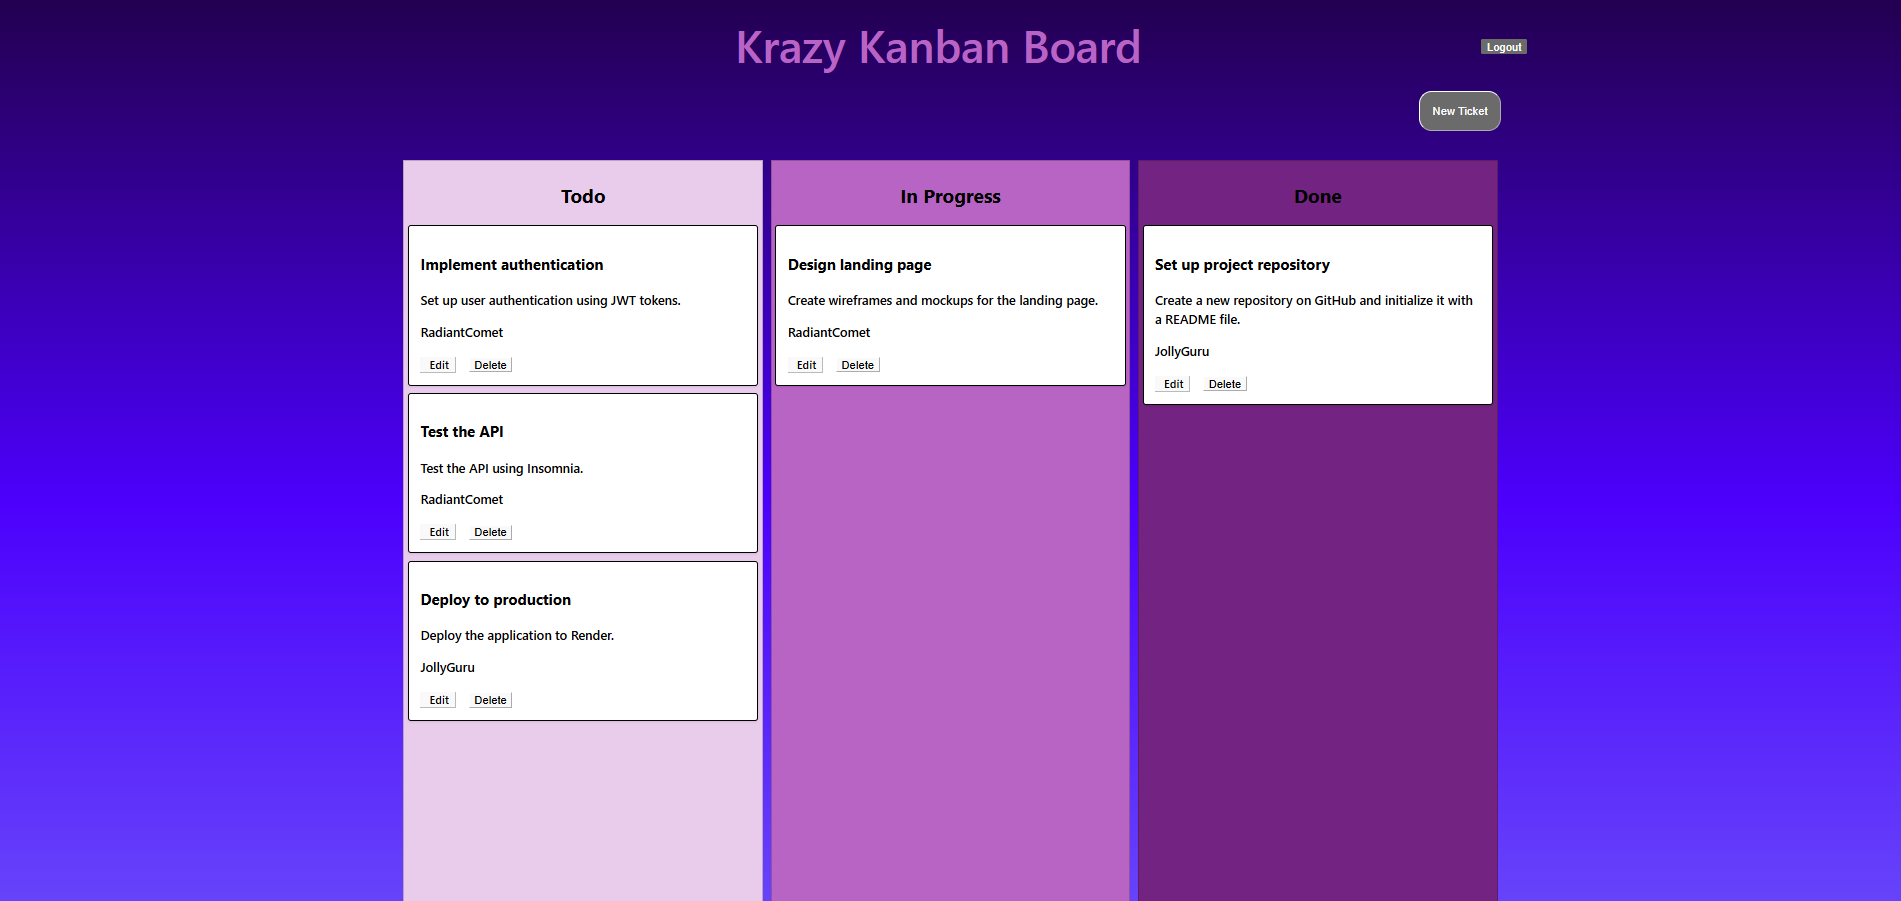 Krazy Kanban Board
Logout
New Ticket
Todo
Implement authentication
Set up user authentication using JWT tokens.
RadiantComet
Edit Delete
Test the API
Test the API using Insomnia.
RadiantComet
Edit Delete
Deploy to production
Deploy the application to Render.
JollyGuru
Edit Delete
In Progress
Design landing page
Create wireframes and mockups for the landing page.
RadiantComet
Edit Delete
Done
Set up project repository
Create a new repository on GitHub and initialize it with
a README file.
JollyGuru
Edit Delete